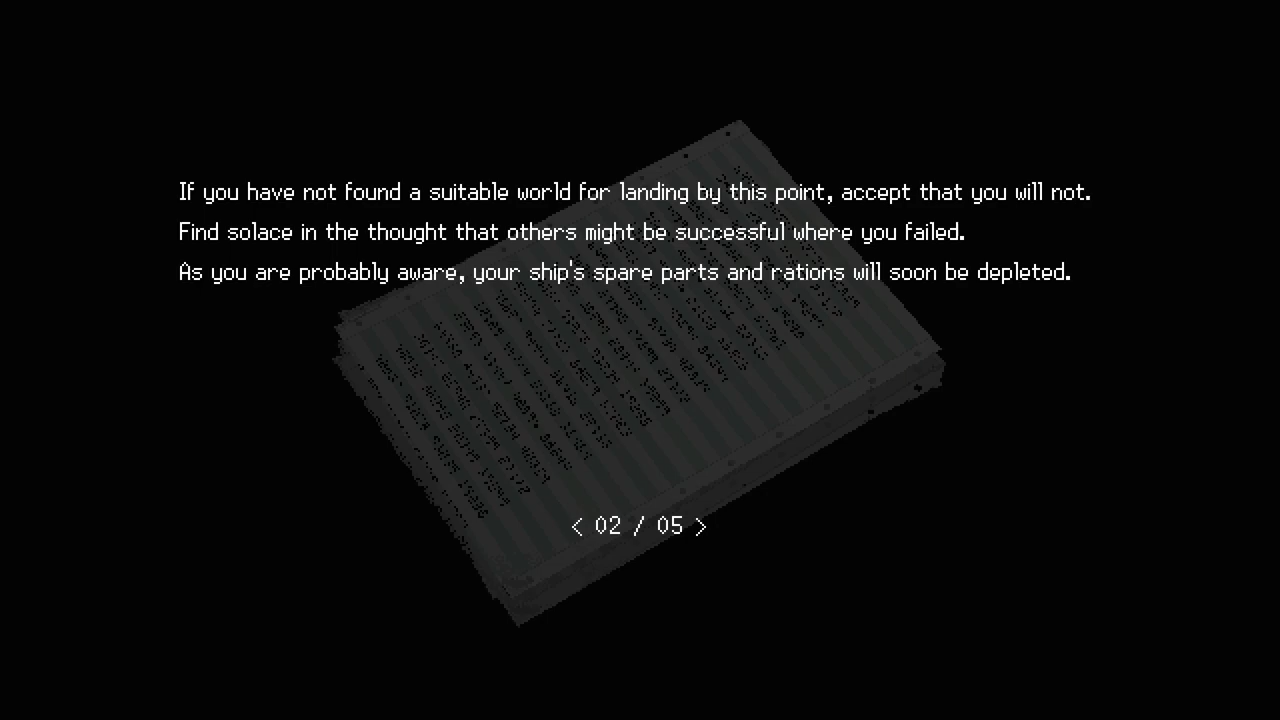 If you have not found a suitable world for landing by this point, accept that you will not.
Find solace in the thought that others might be successful where you failed.
As you are probably aware, your ship's spare parts and rations will soon be depleted.
< 02 / 05 >